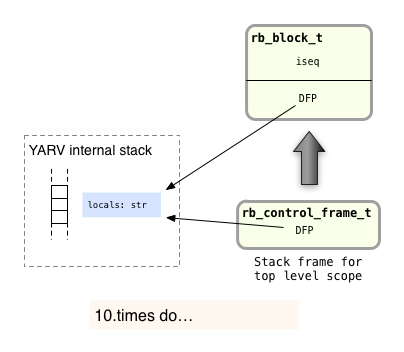 rb_block_t
iseq
DFP
YARV internal stack
locals: str
rb_control_frame_t
DFP
Stack frame for
top level scope
10.times do…